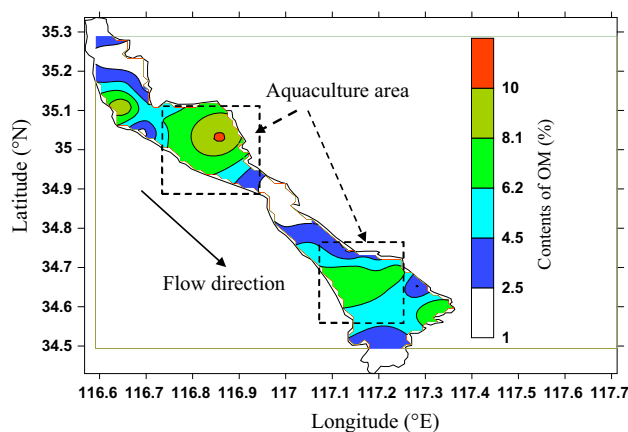 35.3
35.2
35.1
35
34.9
34.8
34.7
34.6
34.5
Latitude (°N)
Aquaculture area
Flow direction
10
8.1
6.2
4.5
2.5
1
Contents of OM (%)
116.6 116.7 116.8 116.9 117 117.1 117.2 117.3 117.4 117.5 117.6 117.7
Longitude (°E)